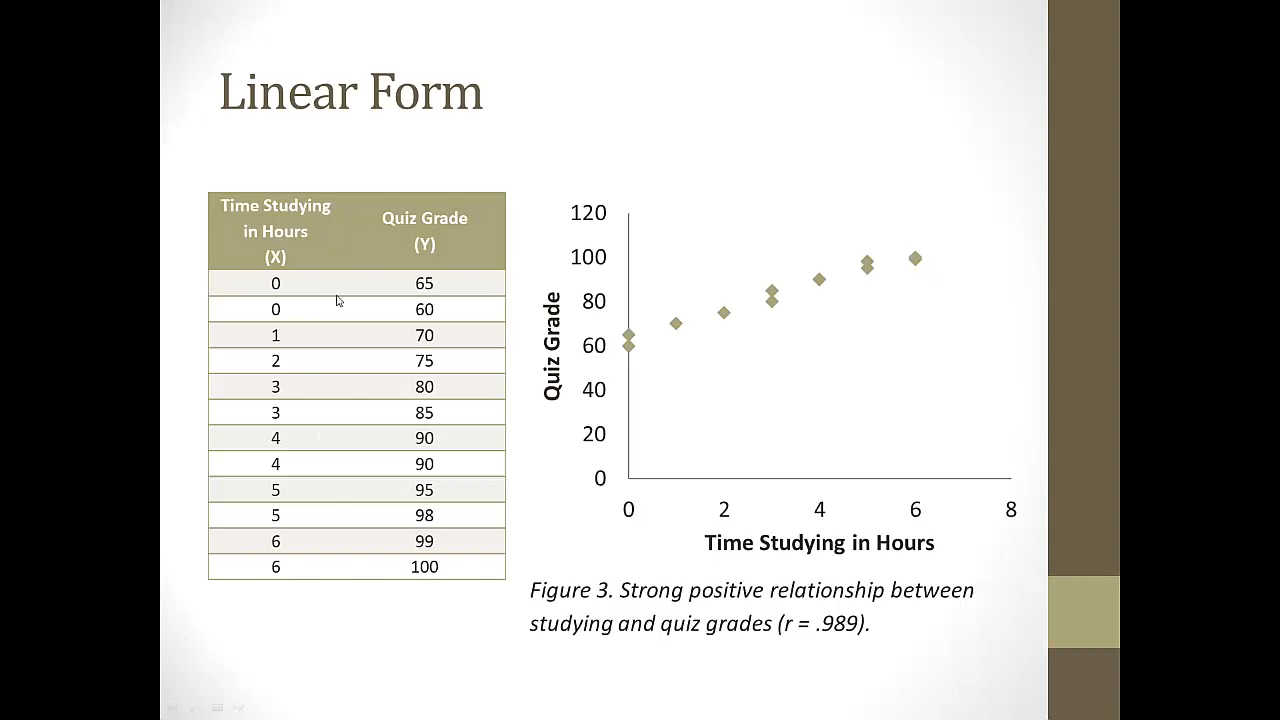 Linear Form
Time Studying
in Hours
(X)
Quiz Grade
(Y)
0 65
0 60
1 70
2 75
3 80
3 85
4 90
4 90
5 95
5 98
6 99
6 100
120
100
80
60
40
20
0
Quiz Grade
0 2 4 6 8
Time Studying in Hours
Figure 3. Strong positive relationship between
studying and quiz grades (r = .989).